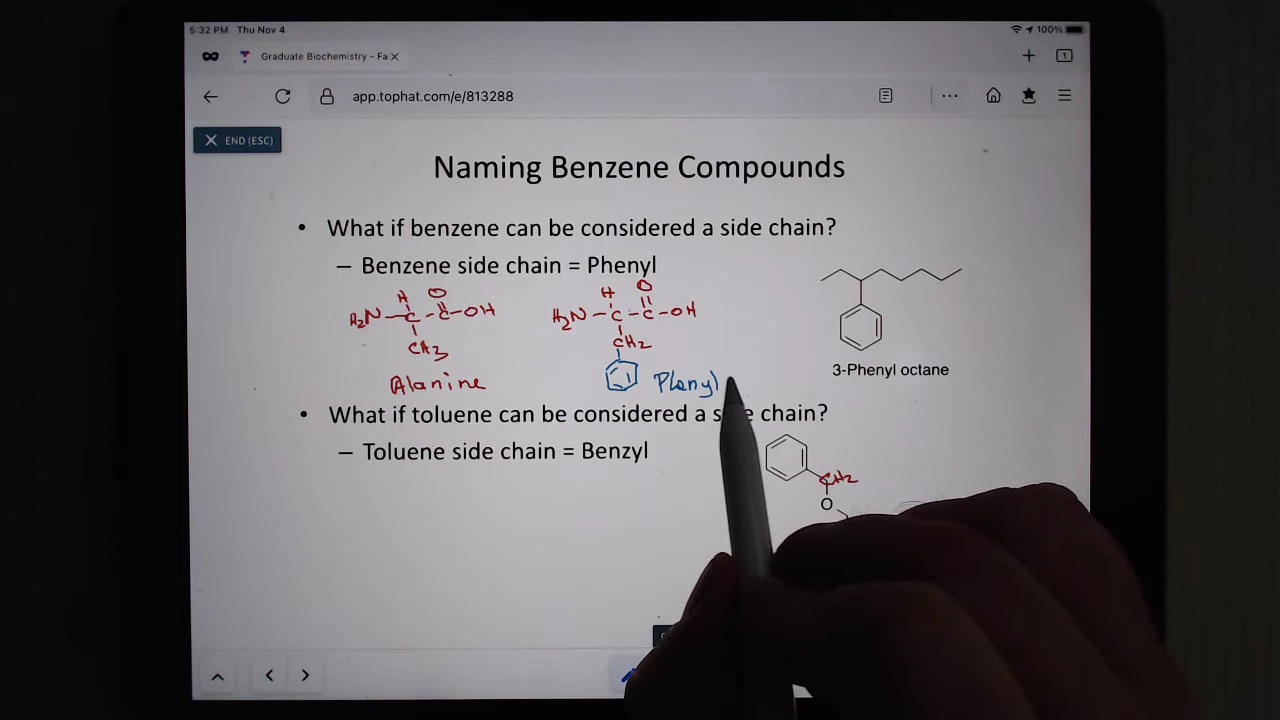 5:32 PM Thu Nov 4
100%
Graduate Biochemistry - Fa
1
app.tophat.com/e/813288
END (ESC)
Naming Benzene Compounds
• What if benzene can be considered a side chain?
– Benzene side chain = Phenyl
H O H O
H2N – C – C – OH H2N – C – C – OH
CH3 CH2
Alanine Phenyl
3-Phenyl octane
• What if toluene can be considered a side chain?
– Toluene side chain = Benzyl
CH2
O